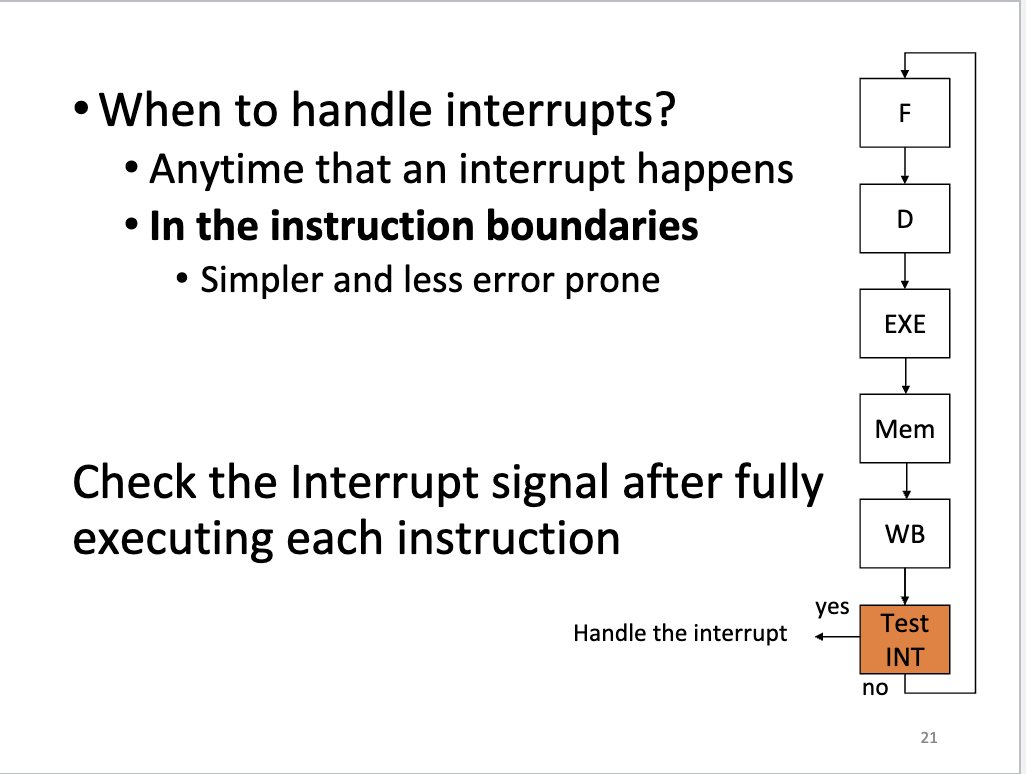 • When to handle interrupts?
• Anytime that an interrupt happens
• In the instruction boundaries
• Simpler and less error prone
Check the Interrupt signal after fully
executing each instruction
F
D
EXE
Mem
WB
Test
INT
yes
Handle the interrupt
no
21